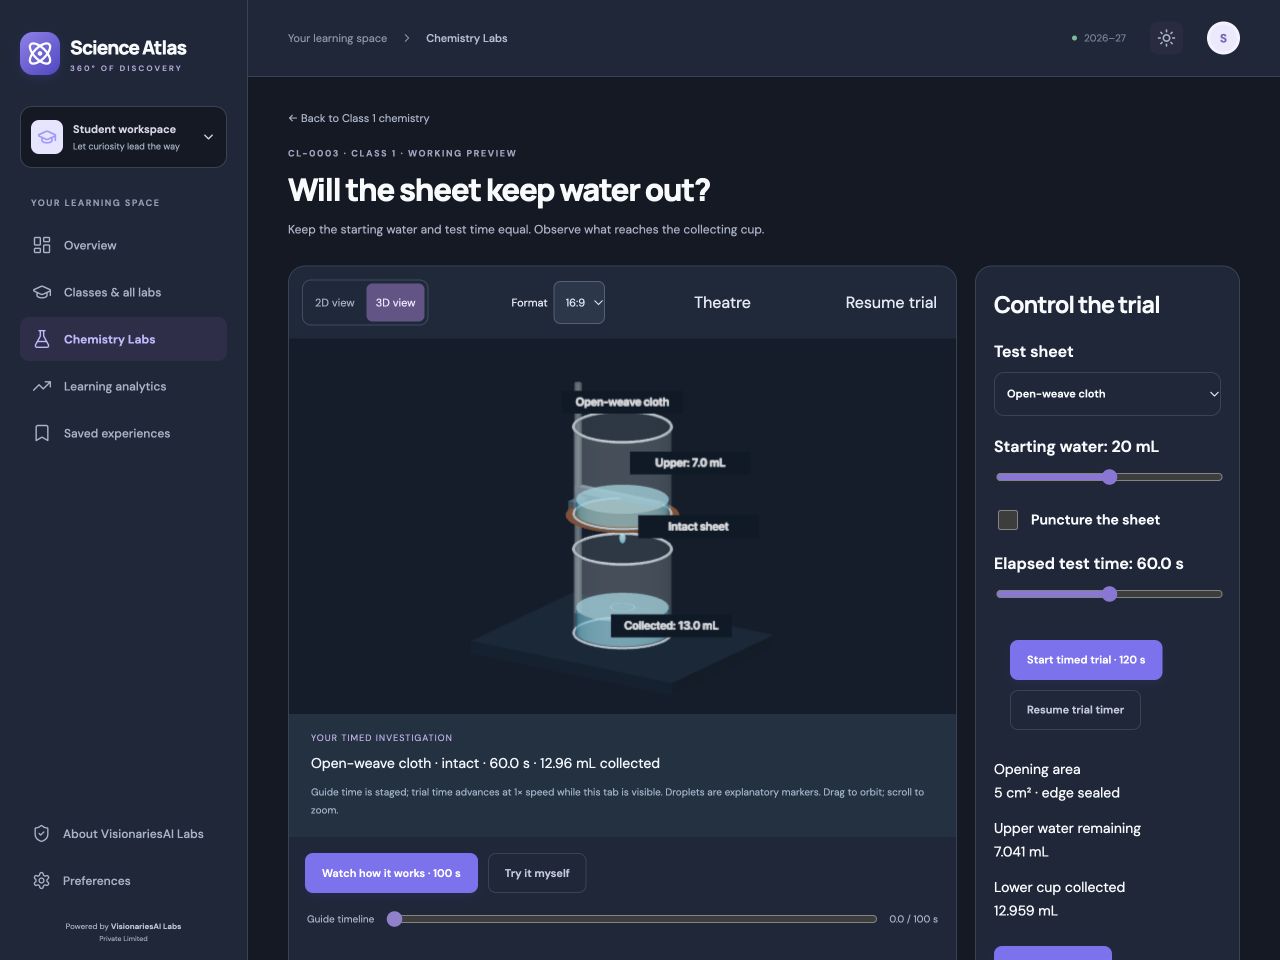 Science Atlas
360° OF DISCOVERY
Student workspace
Let curiosity lead the way
YOUR LEARNING SPACE
Overview
Classes & all labs
Chemistry Labs
Learning analytics
Saved experiences
About VisionariesAI Labs
Preferences
Powered by VisionariesAI Labs
Private Limited
Your learning space > Chemistry Labs
2026–27
S
← Back to Class 1 chemistry
CL-0003 · CLASS 1 · WORKING PREVIEW
Will the sheet keep water out?
Keep the starting water and test time equal. Observe what reaches the collecting cup.
2D view
3D view
Format
16:9
Theatre
Resume trial
Open-weave cloth
Upper: 7.0 mL
Intact sheet
Collected: 13.0 mL
YOUR TIMED INVESTIGATION
Open-weave cloth · intact · 60.0 s · 12.96 mL collected
Guide time is staged; trial time advances at 1× speed while this tab is visible. Droplets are explanatory markers. Drag to orbit; scroll to
zoom.
Watch how it works · 100 s
Try it myself
Guide timeline
0.0 / 100 s
Control the trial
Test sheet
Open-weave cloth
Starting water: 20 mL
Puncture the sheet
Elapsed test time: 60.0 s
Start timed trial · 120 s
Resume trial timer
Opening area
5 cm² · edge sealed
Upper water remaining
7.041 mL
Lower cup collected
12.959 mL